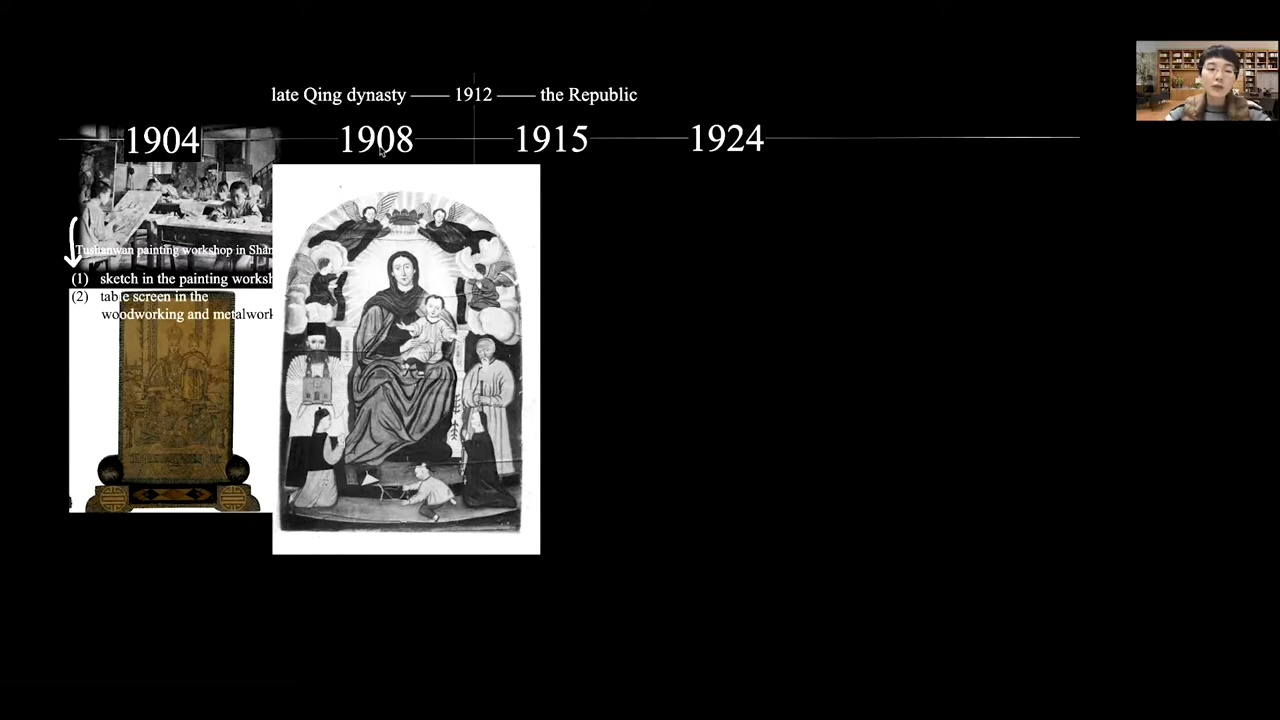 late Qing dynasty —— 1912 —— the Republic
1904 1908 1915 1924
Tushanwan painting workshop in Shan
(1) sketch in the painting worksh
(2) table screen in the
woodworking and metalwork